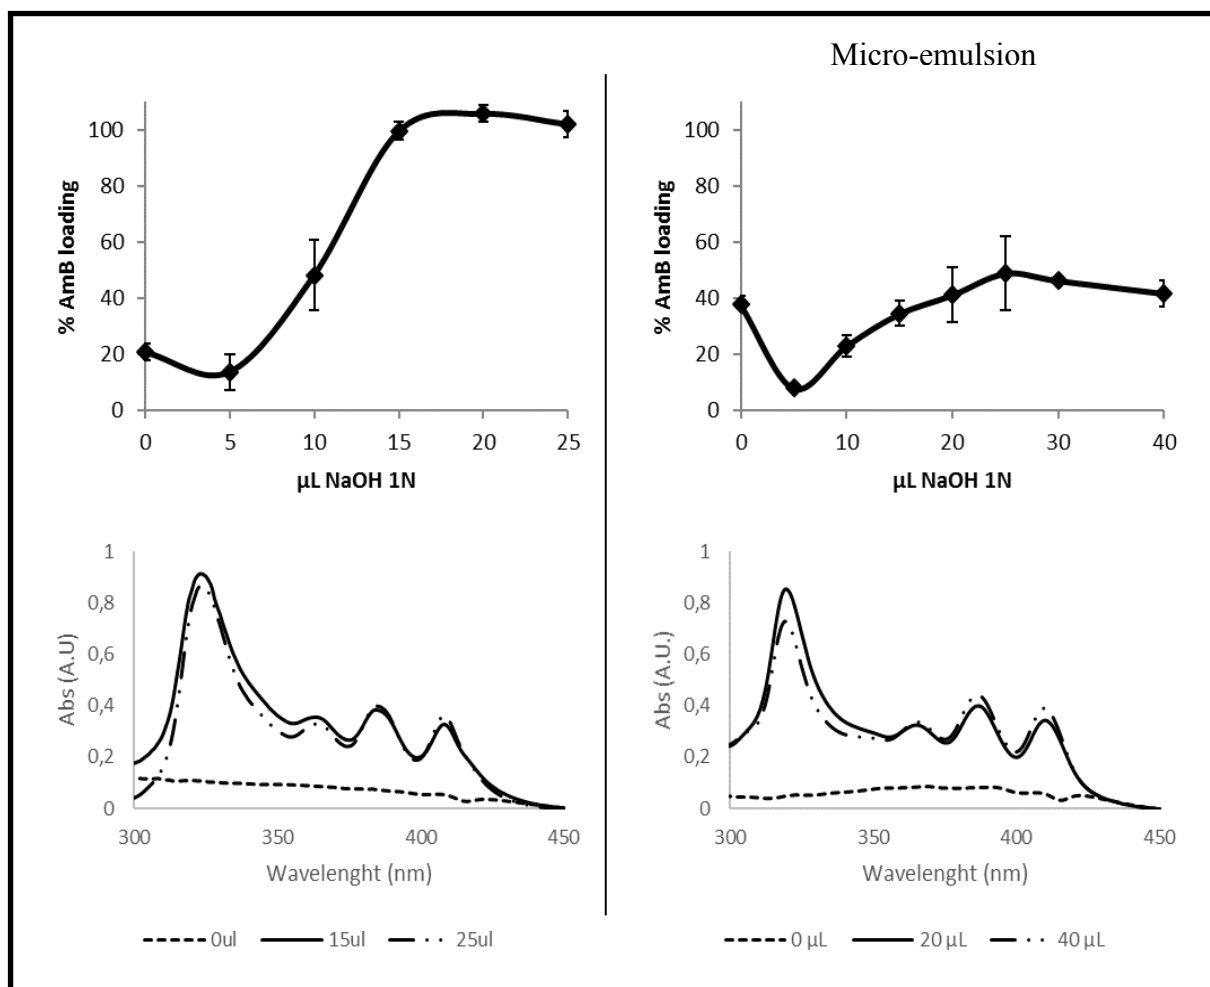 Micro-emulsion
% AmB loading
100
80
60
40
20
0
0 5 10 15 20 25
µL NaOH 1N
% AmB loading
100
80
60
40
20
0
0 10 20 30 40
µL NaOH 1N
Abs (A.U)
1
0,8
0,6
0,4
0,2
0
300 350 400 450
Wavelenght (nm)
0ul 15ul 25ul
Abs (A.U.)
1
0,8
0,6
0,4
0,2
0
300 350 400 450
Wavelenght (nm)
0 µL 20 µL 40 µL